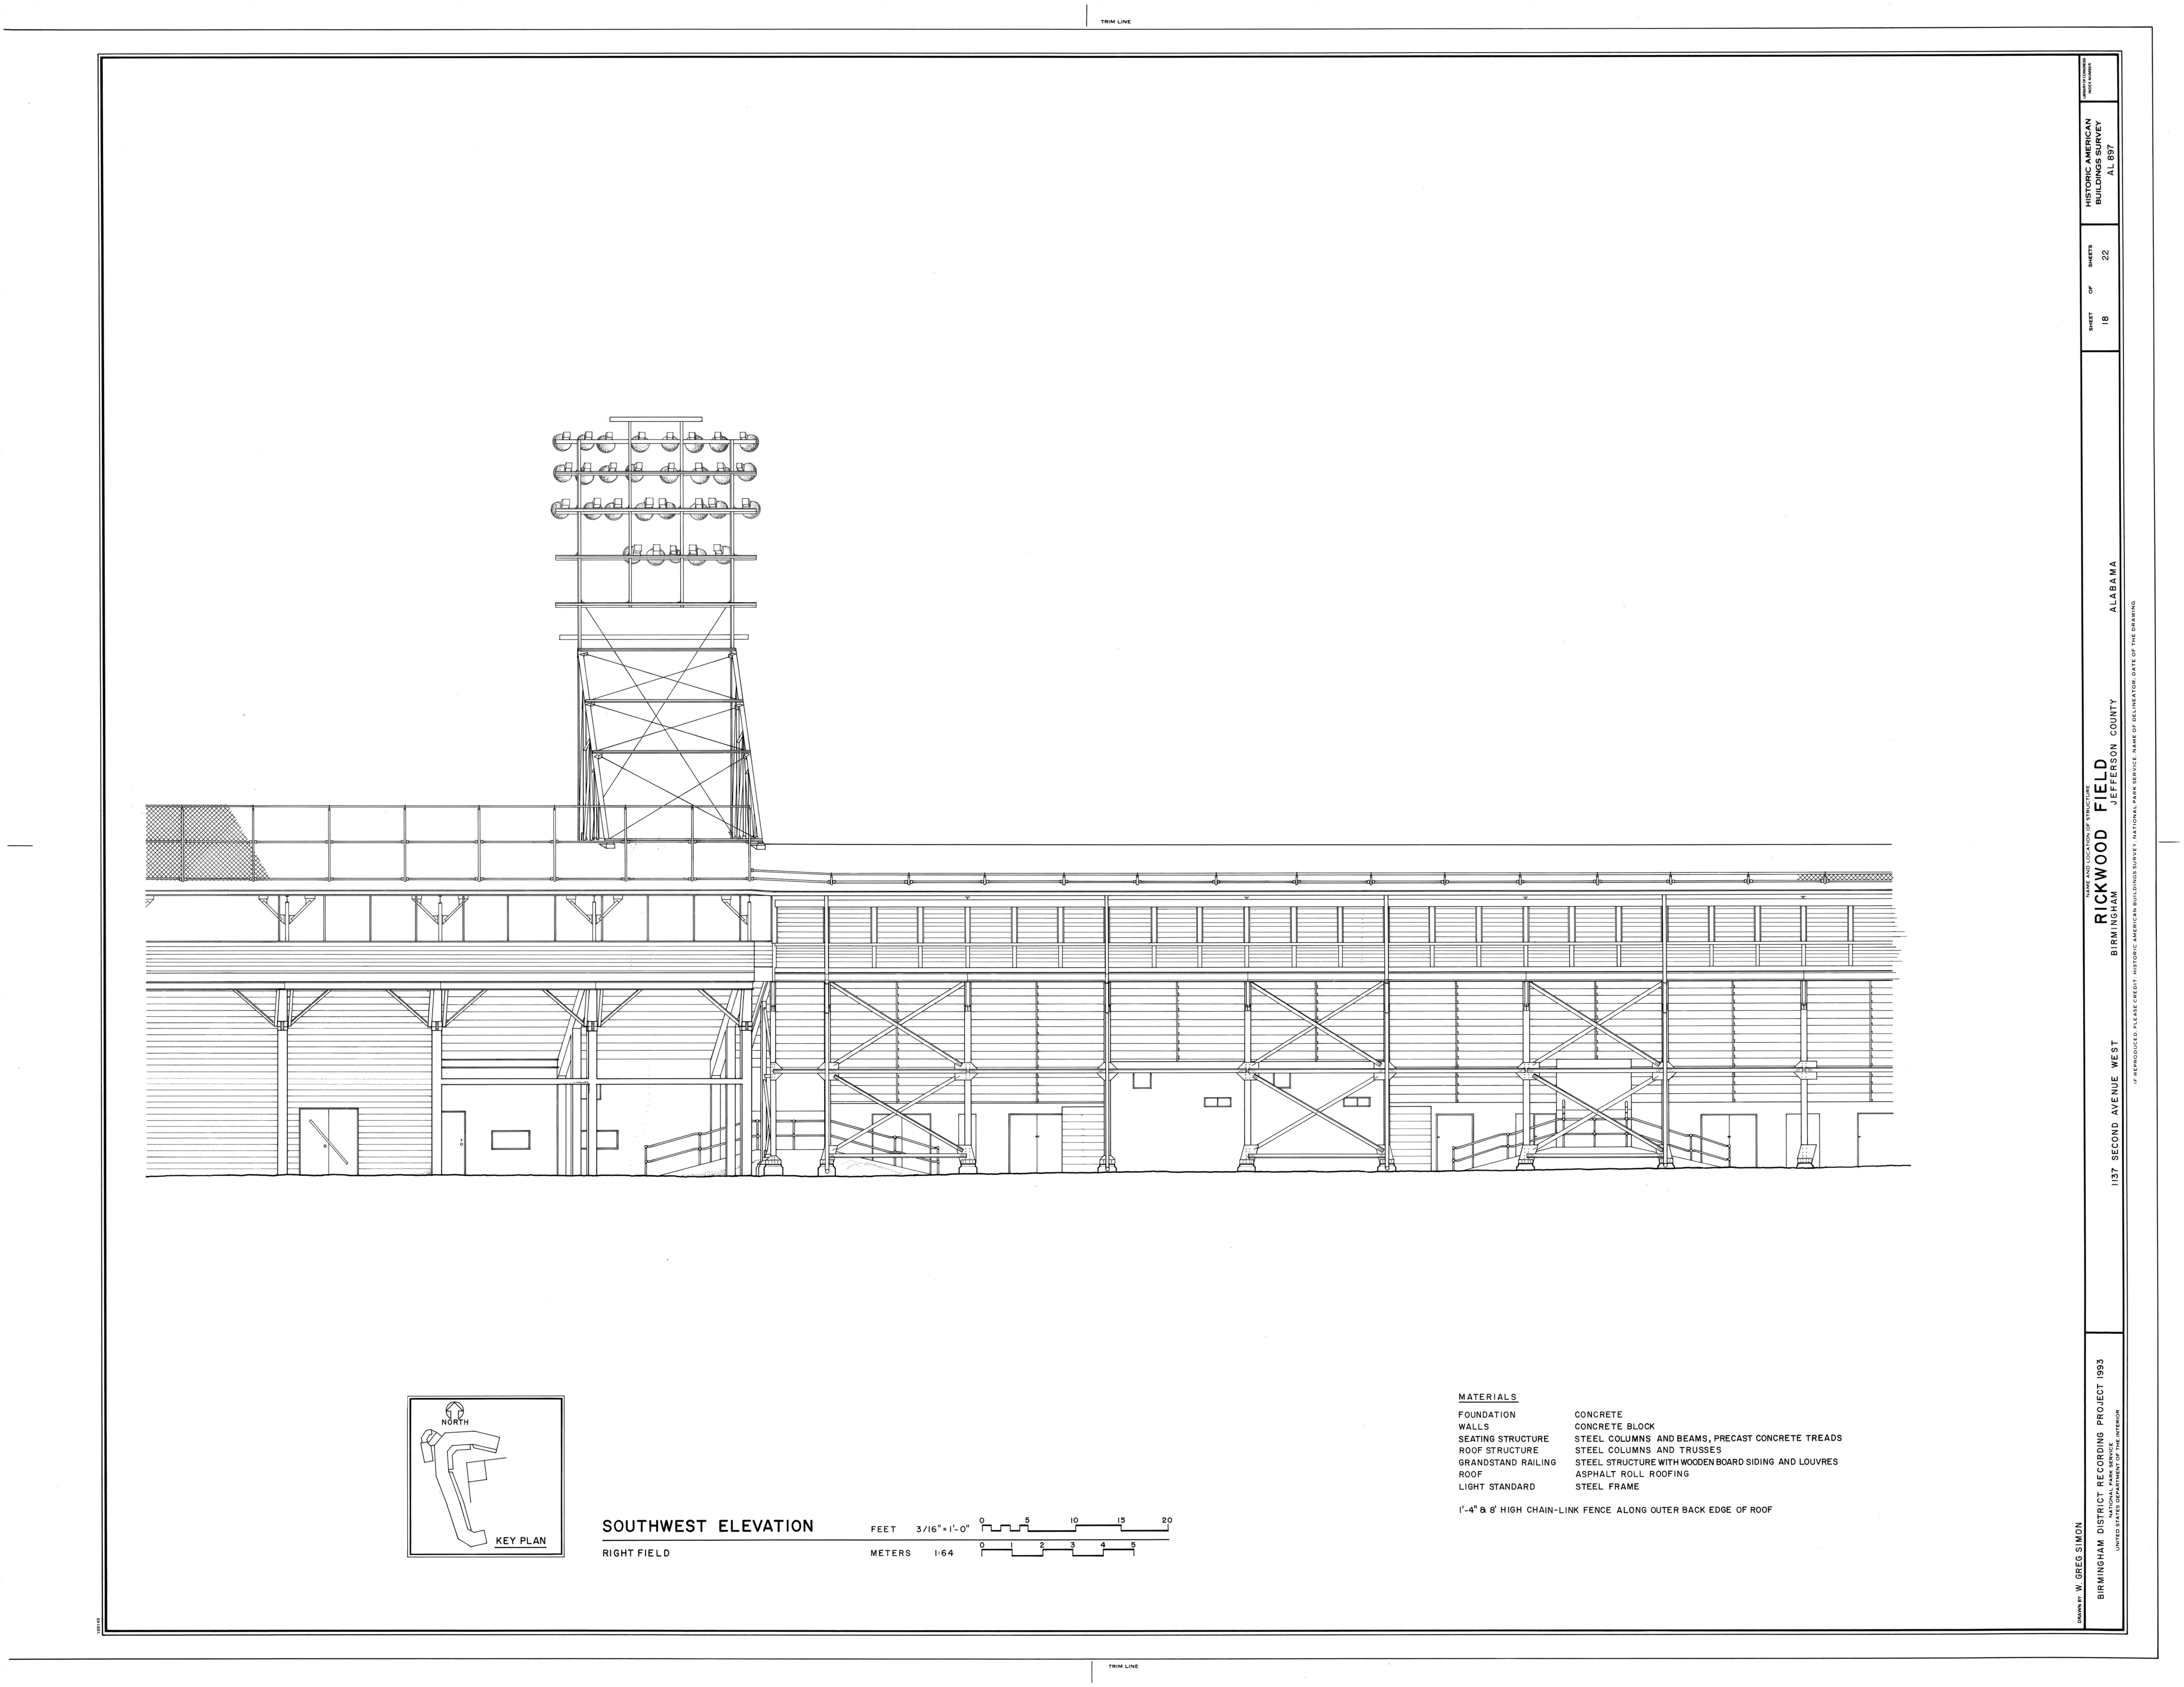 TRIM LINE
LIBRARY OF CONGRESS
INDEX NUMBER
HISTORIC AMERICAN
BUILDINGS SURVEY
AL 897
SHEET OF SHEETS
18 22
NAME AND LOCATION OF STRUCTURE
RICKWOOD FIELD
1137 SECOND AVENUE WEST BIRMINGHAM JEFFERSON COUNTY ALABAMA
IF REPRODUCED, PLEASE CREDIT: HISTORIC AMERICAN BUILDINGS SURVEY, NATIONAL PARK SERVICE, NAME OF DELINEATOR, DATE OF THE DRAWING
DRAWN BY: W. GREG SIMON
BIRMINGHAM DISTRICT RECORDING PROJECT 1993
NATIONAL PARK SERVICE
UNITED STATES DEPARTMENT OF THE INTERIOR
MATERIALS
FOUNDATION CONCRETE
WALLS CONCRETE BLOCK
SEATING STRUCTURE STEEL COLUMNS AND BEAMS, PRECAST CONCRETE TREADS
ROOF STRUCTURE STEEL COLUMNS AND TRUSSES
GRANDSTAND RAILING STEEL STRUCTURE WITH WOODEN BOARD SIDING AND LOUVRES
ROOF ASPHALT ROLL ROOFING
LIGHT STANDARD STEEL FRAME
1'-4" & 8' HIGH CHAIN-LINK FENCE ALONG OUTER BACK EDGE OF ROOF
NORTH
KEY PLAN
SOUTHWEST ELEVATION
RIGHT FIELD
FEET 3/16" = 1'-0" 0 5 10 15 20
METERS 1:64 0 1 2 3 4 5
TRIM LINE